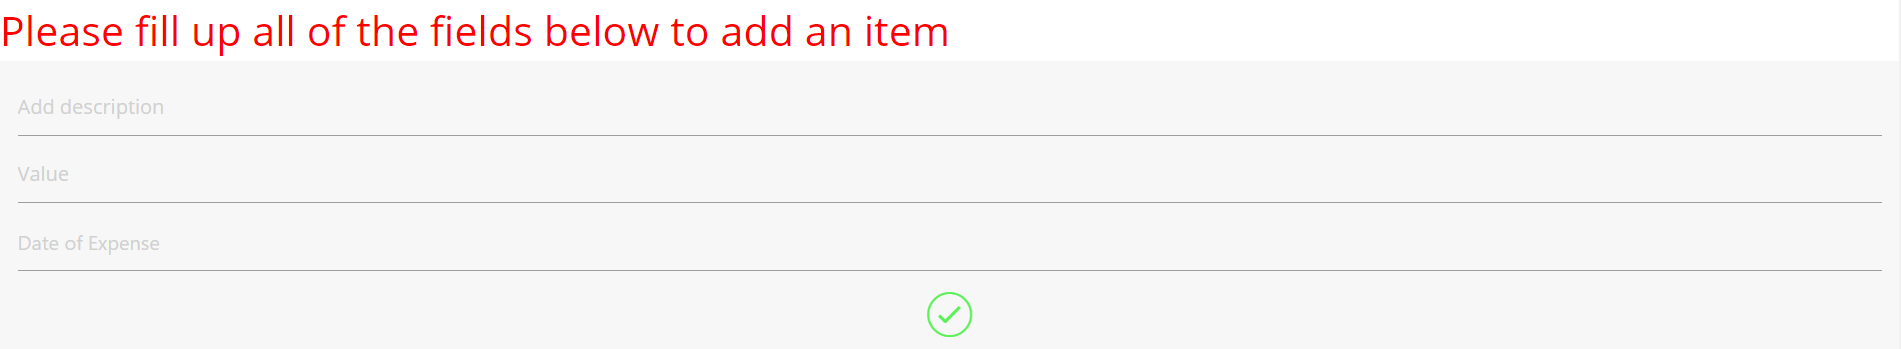 Please fill up all of the fields below to add an item
Add description
Value
Date of Expense